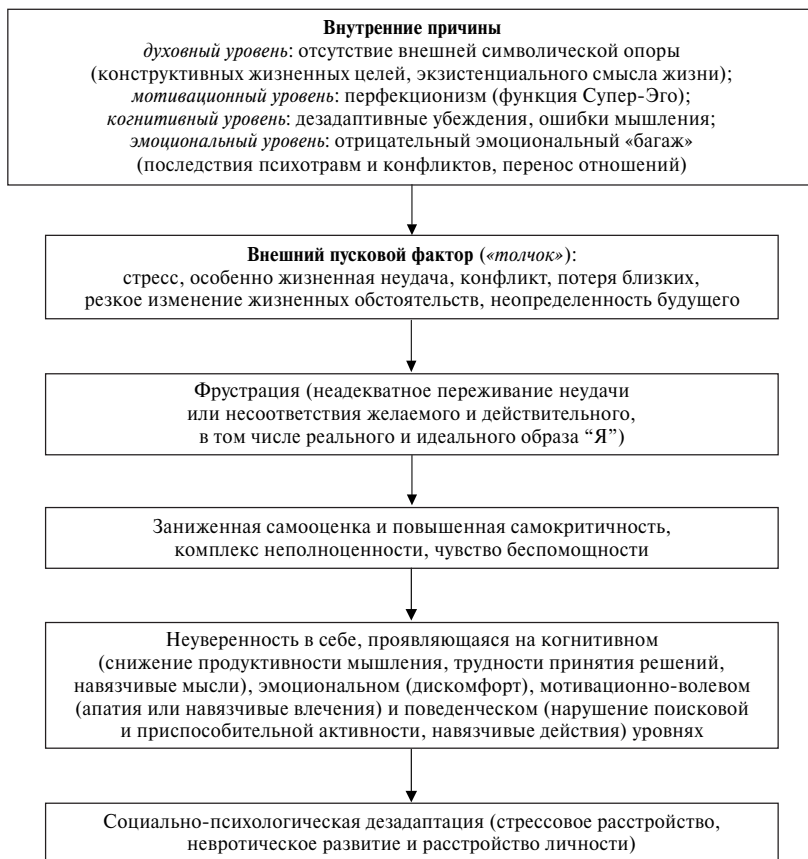 Внутренние причины
духовный уровень: отсутствие внешней символической опоры
(конструктивных жизненных целей, экзистенциального смысла жизни);
мотивационный уровень: перфекционизм (функция Супер-Эго);
когнитивный уровень: дезадаптивные убеждения, ошибки мышления;
эмоциональный уровень: отрицательный эмоциональный «багаж»
(последствия психотравм и конфликтов, перенос отношений)
Внешний пусковой фактор («толчок»):
стресс, особенно жизненная неудача, конфликт, потеря близких,
резкое изменение жизненных обстоятельств, неопределенность будущего
Фрустрация (неадекватное переживание неудачи
или несоответствия желаемого и действительного,
в том числе реального и идеального образа “Я”)
Заниженная самооценка и повышенная самокритичность,
комплекс неполноценности, чувство беспомощности
Неуверенность в себе, проявляющаяся на когнитивном
(снижение продуктивности мышления, трудности принятия решений,
навязчивые мысли), эмоциональном (дискомфорт), мотивационно-волевом
(апатия или навязчивые влечения) и поведенческом (нарушение поисковой
и приспособительной активности, навязчивые действия) уровнях
Социально-психологическая дезадаптация (стрессовое расстройство,
невротическое развитие и расстройство личности)